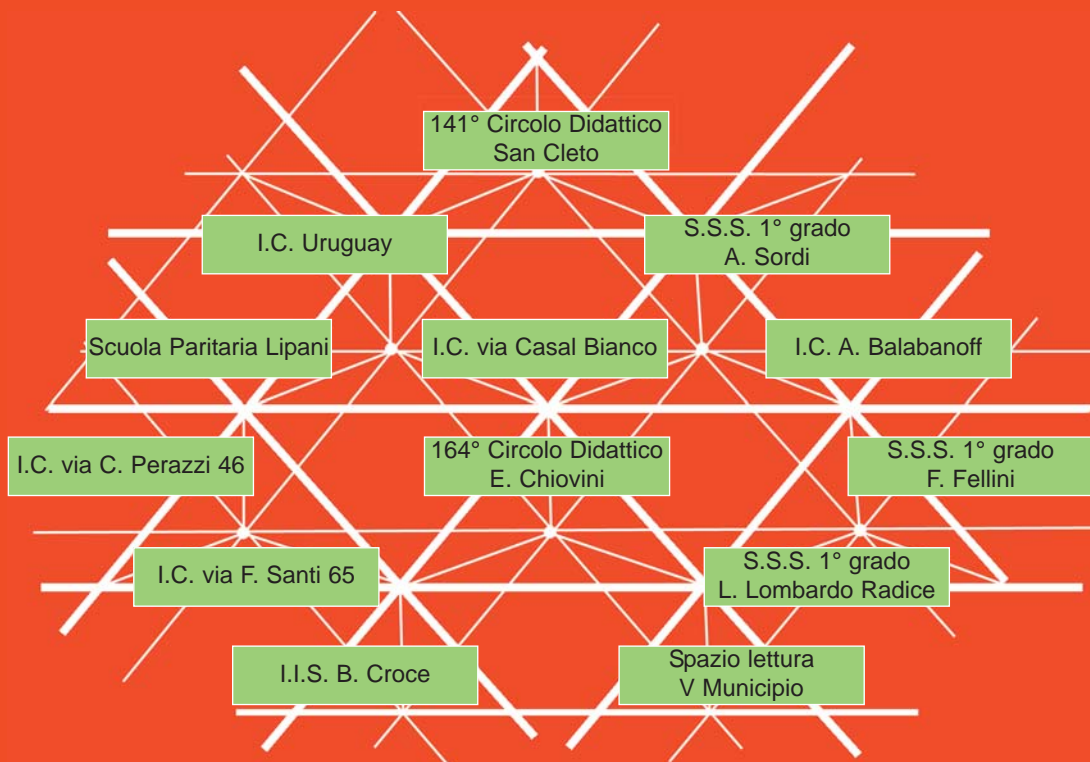 141° Circolo Didattico
San Cleto
I.C. Uruguay
S.S.S. 1° grado
A. Sordi
Scuola Paritaria Lipani
I.C. via Casal Bianco
I.C. A. Balabanoff
I.C. via C. Perazzi 46
164° Circolo Didattico
E. Chiovini
S.S.S. 1° grado
F. Fellini
I.C. via F. Santi 65
S.S.S. 1° grado
L. Lombardo Radice
I.I.S. B. Croce
Spazio lettura
V Municipio